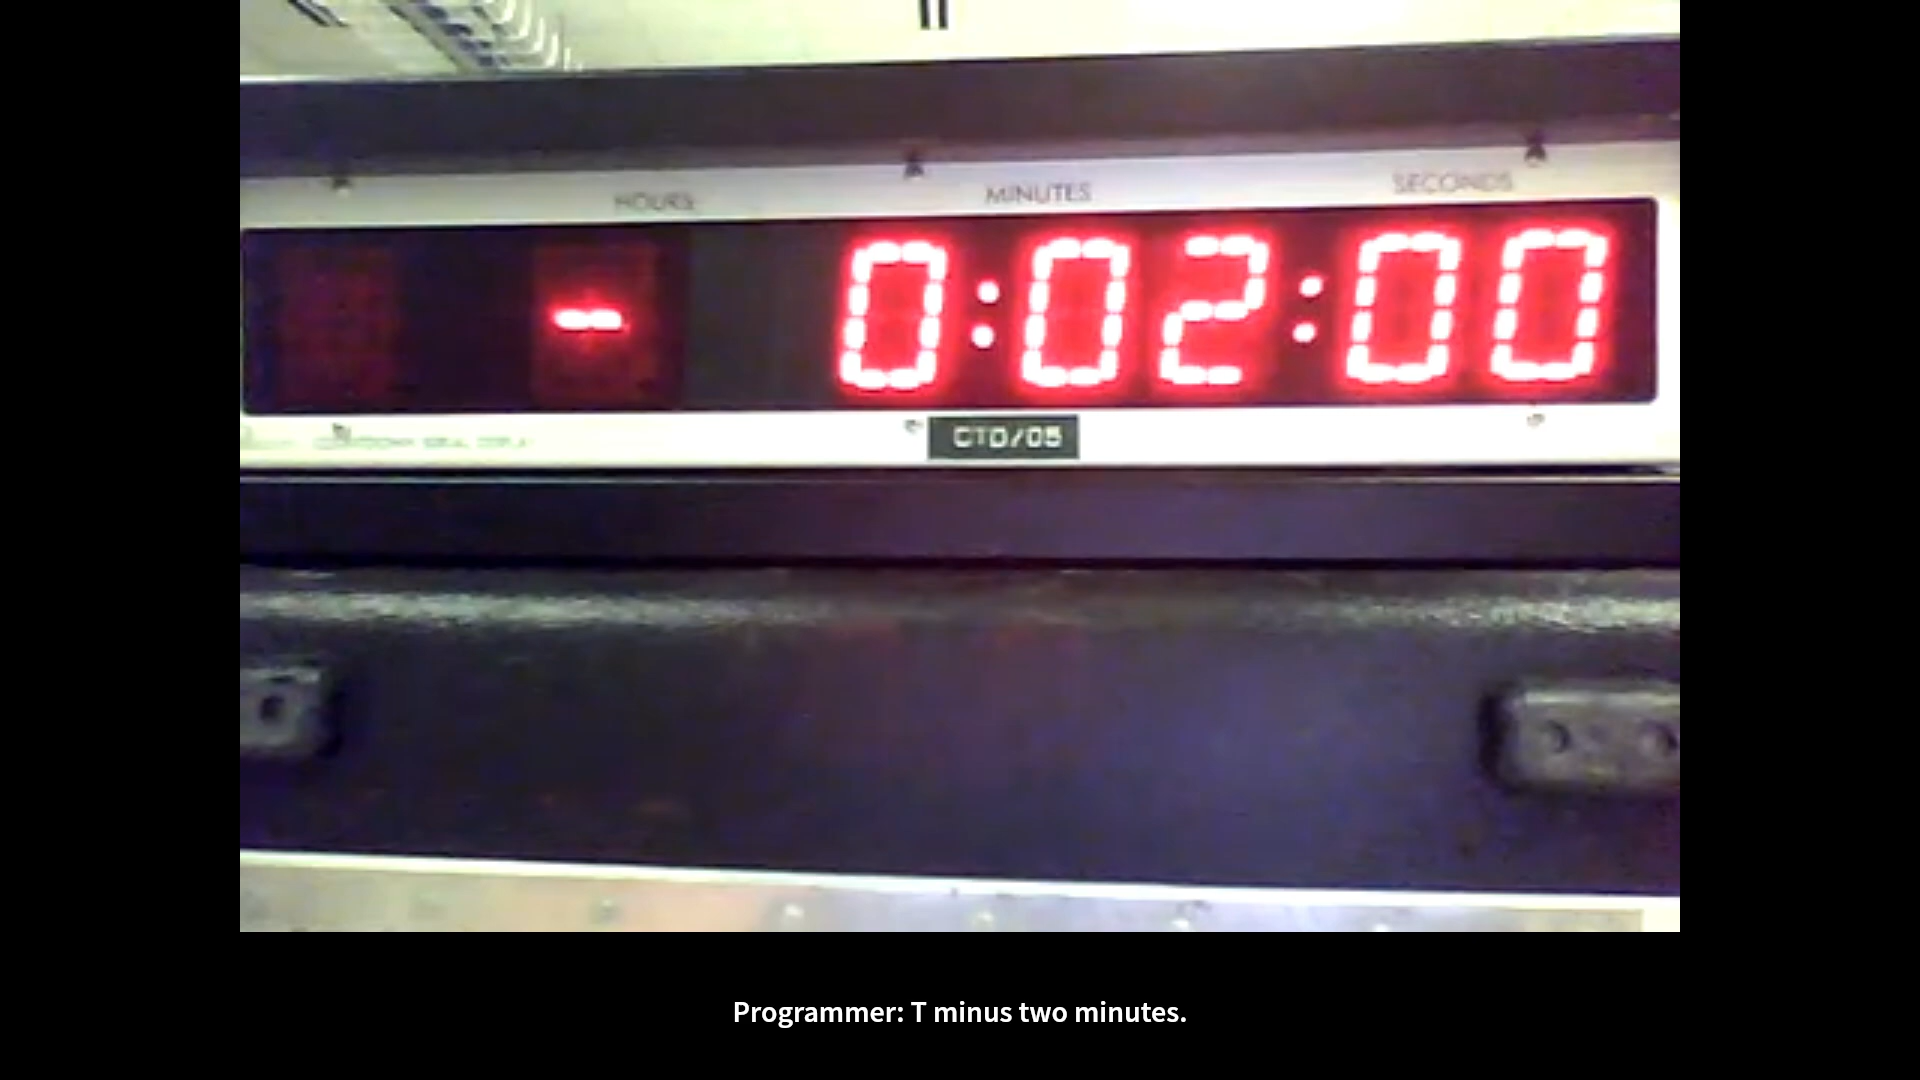 HOURS MINUTES SECONDS
- 0:02:00
CTD/05
Programmer: T minus two minutes.